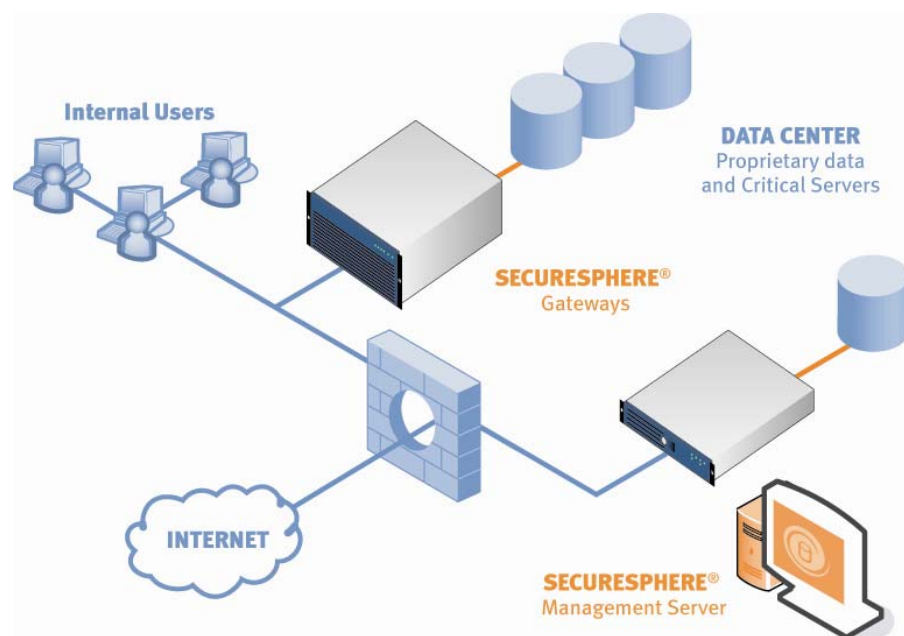 Internal Users
DATA CENTER
Proprietary data
and Critical Servers
SECURESPHERE®
Gateways
INTERNET
SECURESPHERE®
Management Server